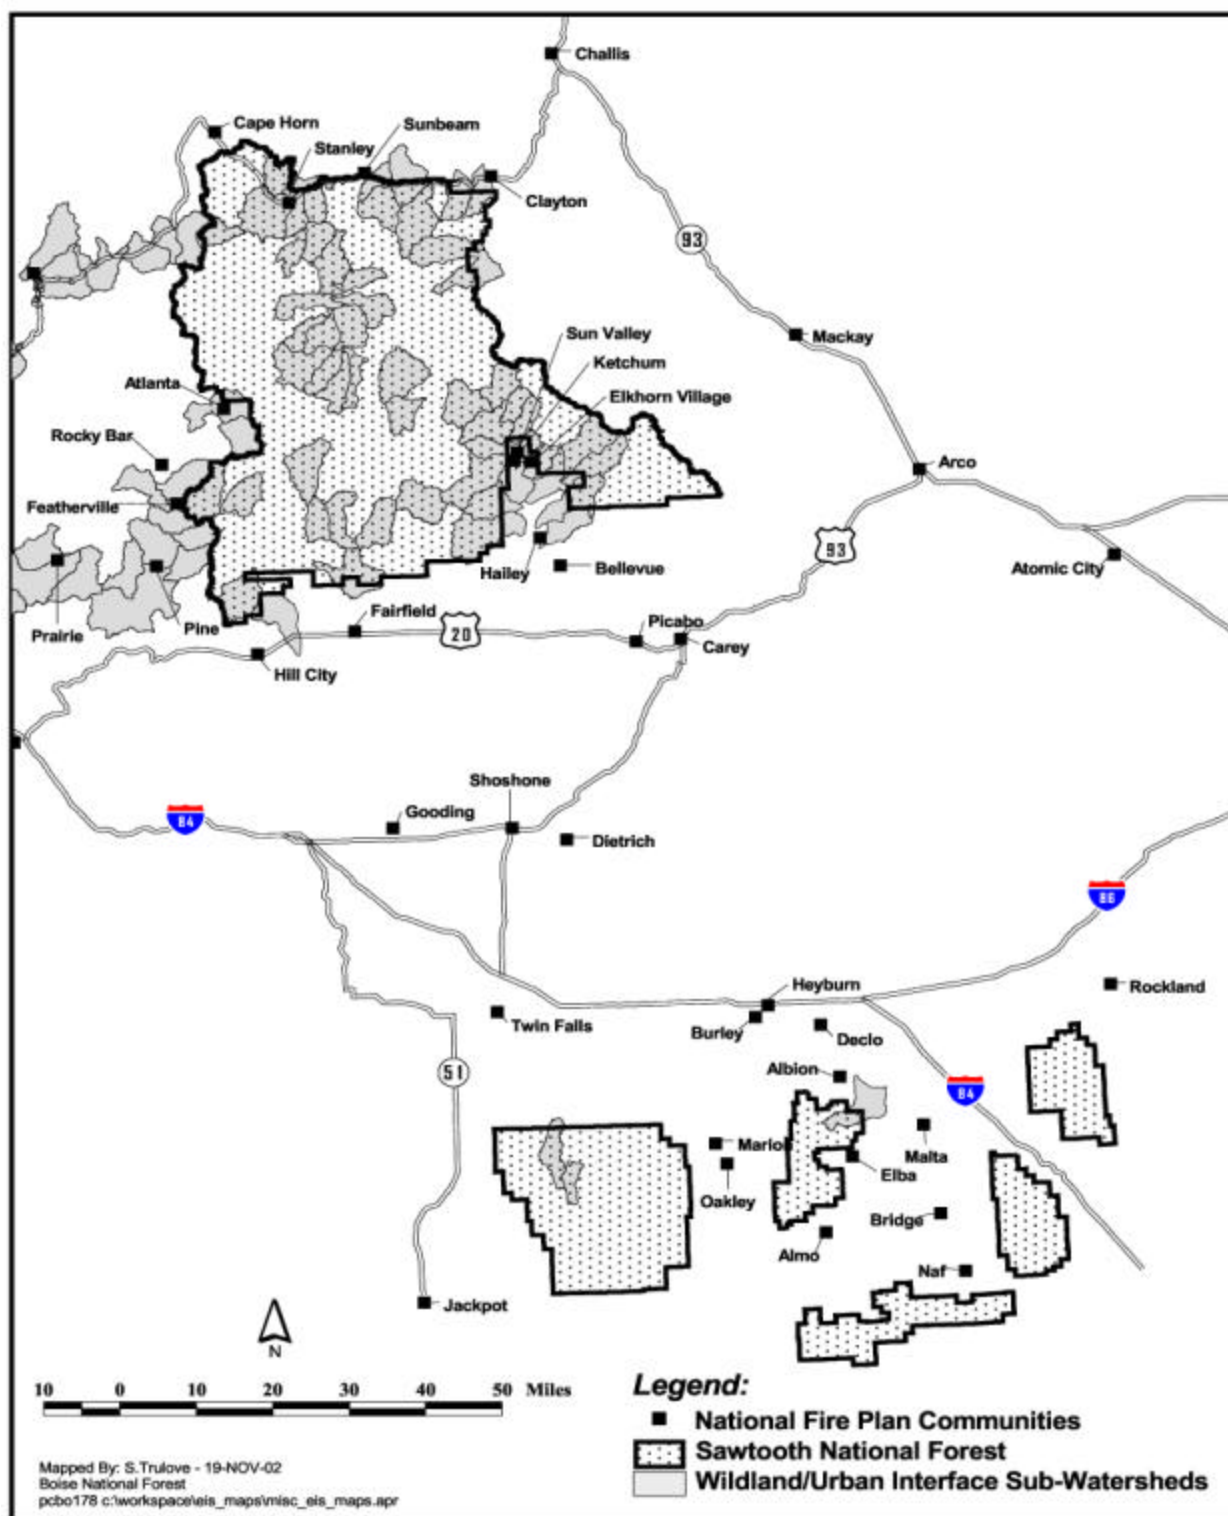 Challis
Cape Horn
Sunbeam
Stanley
Clayton
93
Sun Valley
Mackay
Ketchum
Atlanta
Elkhorn Village
Rocky Bar
Arco
Featherville
93
Hailey
Bellevue
Atomic City
Prairie
Pine
Fairfield
20
Picabo
Carey
Hill City
Shoshone
Gooding
84
Dietrich
86
Heyburn
Rockland
Twin Falls
Burley
Declo
Albion
51
84
Marion
Malta
Elba
Oakley
Bridge
Almo
Naf
Jackpot
N
10 0 10 20 30 40 50 Miles
Legend:
National Fire Plan Communities
Sawtooth National Forest
Wildland/Urban Interface Sub-Watersheds
Mapped By: S.Trulove - 19-NOV-02
Boise National Forest
pcbo178 c:\workspace\eis_maps\misc_eis_maps.apr